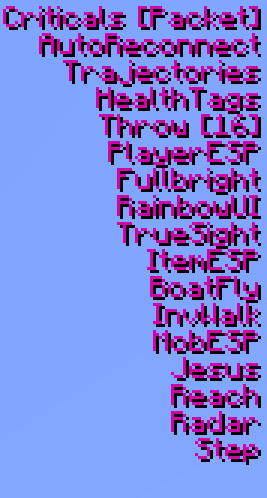 Criticals [Packet]
AutoReconnect
Trajectories
HealthTags
Throw [16]
PlayerESP
Fullbright
RainbowUI
TrueSight
ItemESP
BoatFly
InvWalk
MobESP
Jesus
Reach
Radar
Step